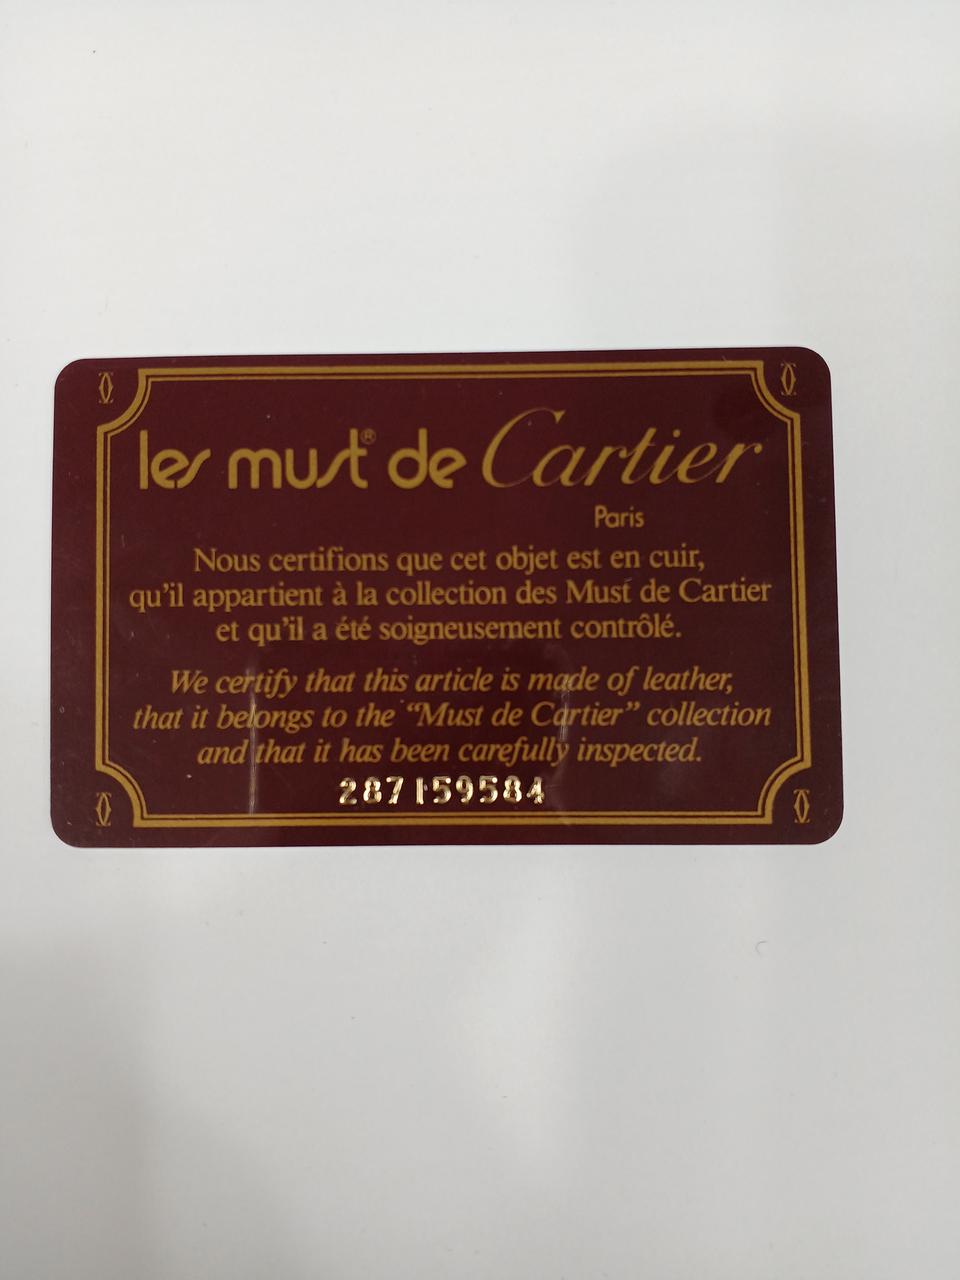 les must® de Cartier
Paris
Nous certifions que cet objet est en cuir,
qu'il appartient à la collection des Must de Cartier
et qu'il a été soigneusement contrôlé.
We certify that this article is made of leather,
that it belongs to the “Must de Cartier” collection
and that it has been carefully inspected.
287159584